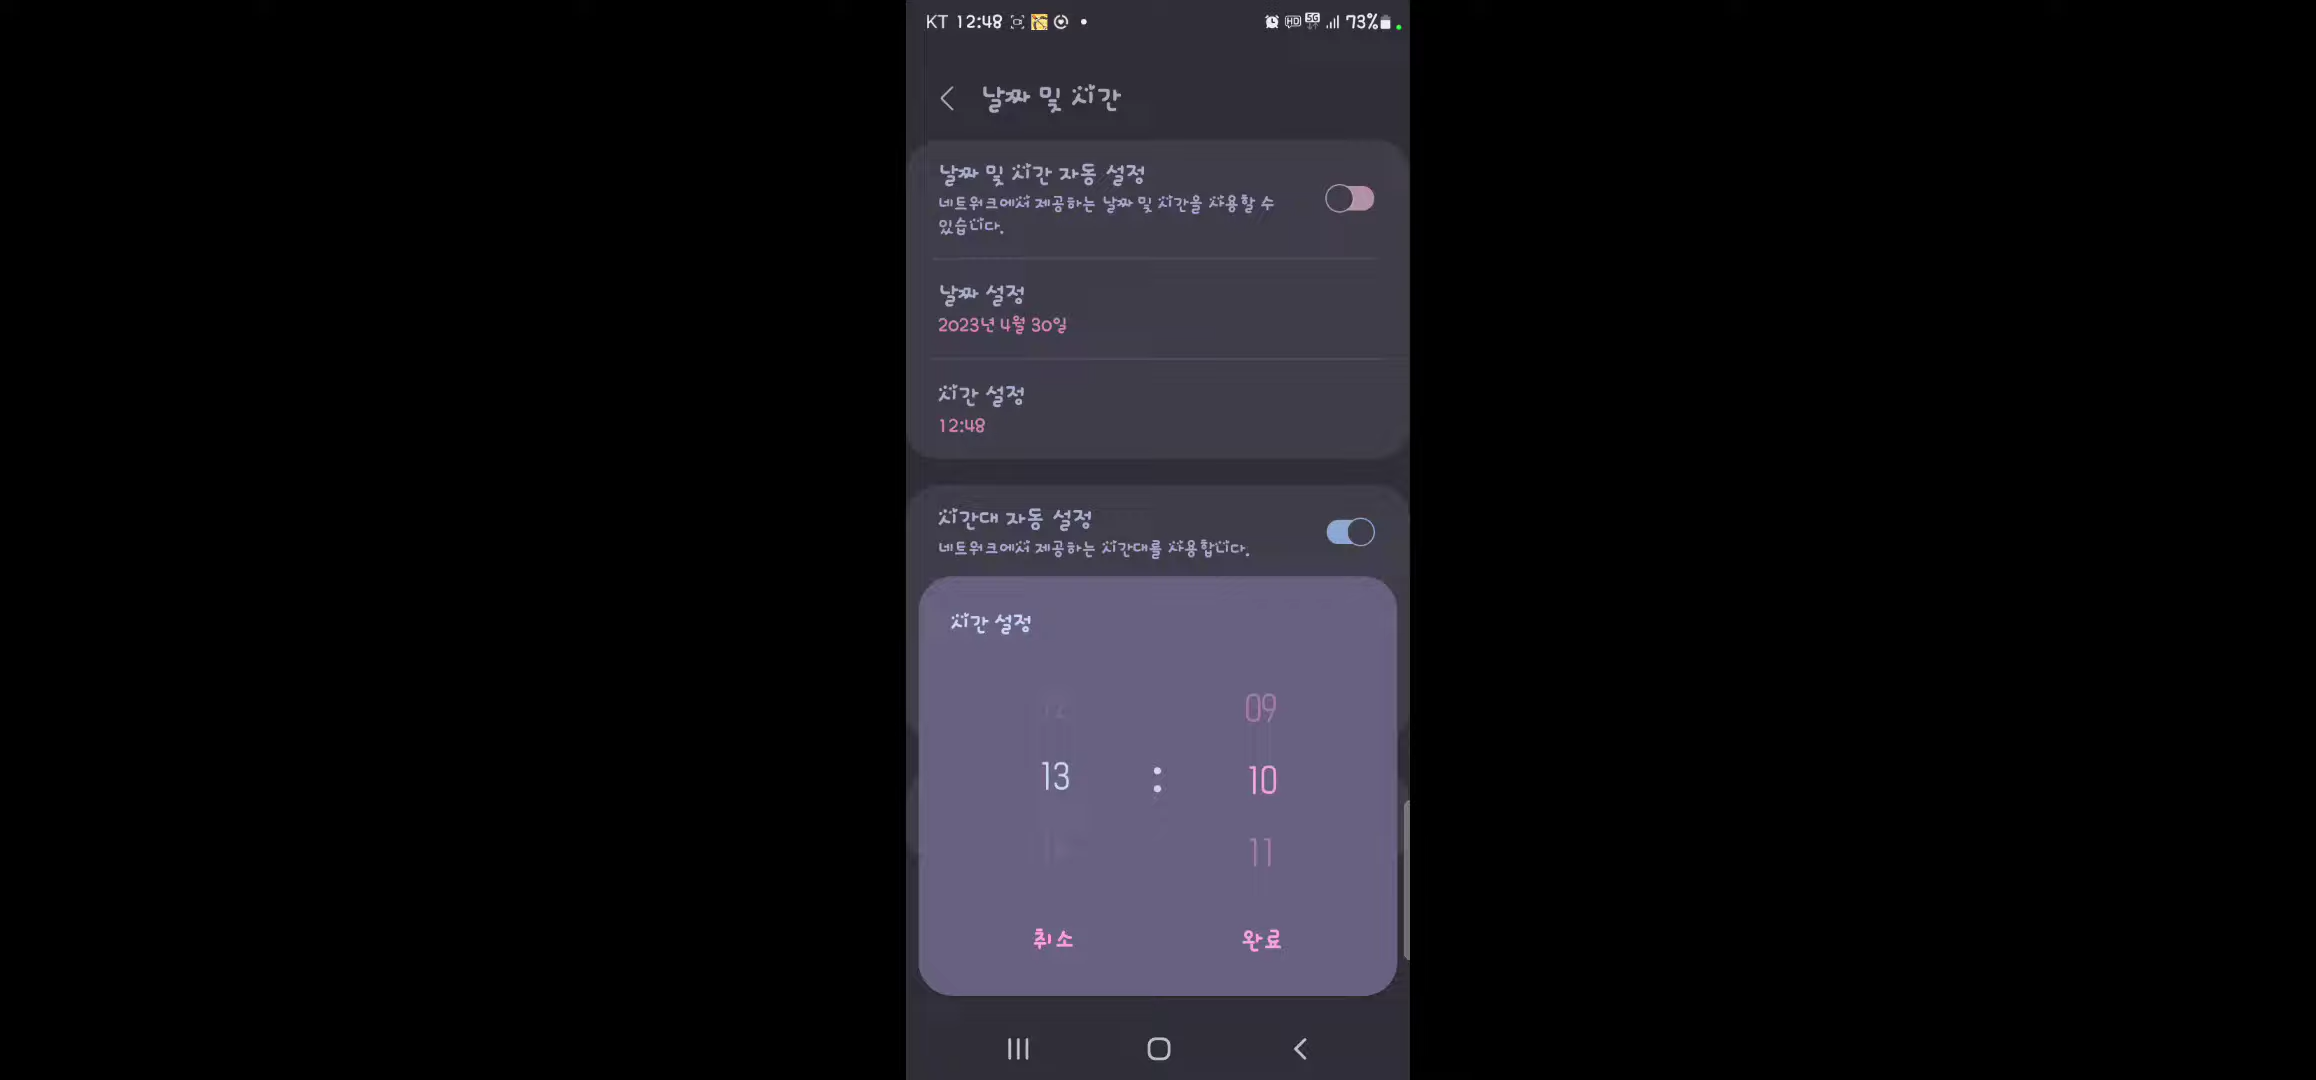 KT 12:48 73%
날짜 및 시간
날짜 및 시간 자동 설정
네트워크에서 제공하는 날짜 및 시간을 사용할 수
있습니다.
날짜 설정
2023년 4월 30일
시간 설정
12:48
시간대 자동 설정
네트워크에서 제공하는 시간대를 사용합니다.
시간 설정
12 09
13 : 10
11
취소 완료